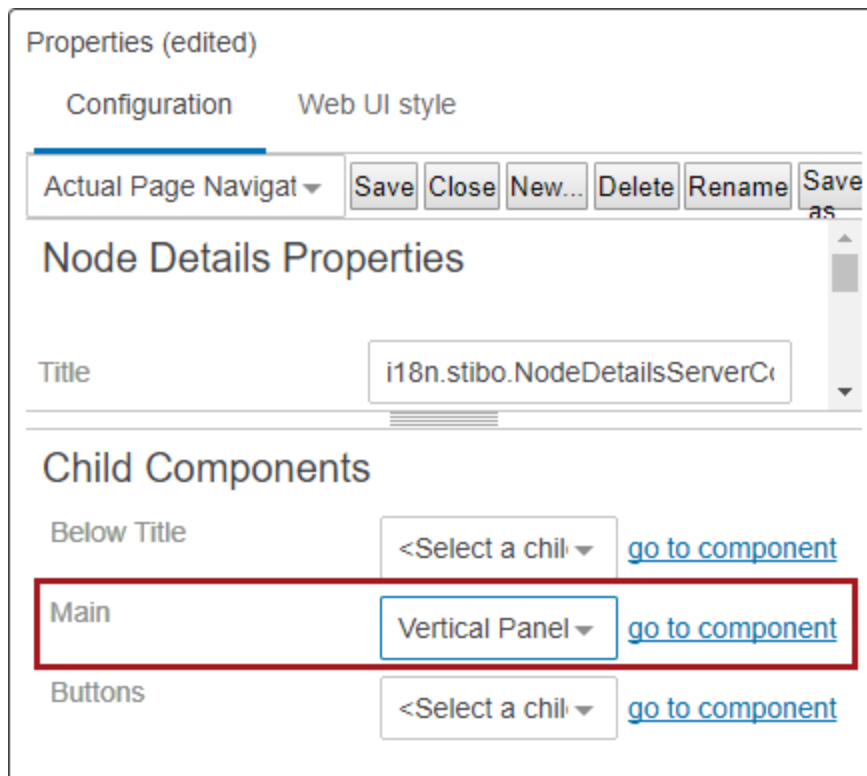 Properties (edited)
Configuration Web UI style
Actual Page Navigat Save Close New... Delete Rename Save as
Node Details Properties
Title i18n.stibo.NodeDetailsServerCo
Child Components
Below Title <Select a chil go to component
Main Vertical Panel go to component
Buttons <Select a chil go to component